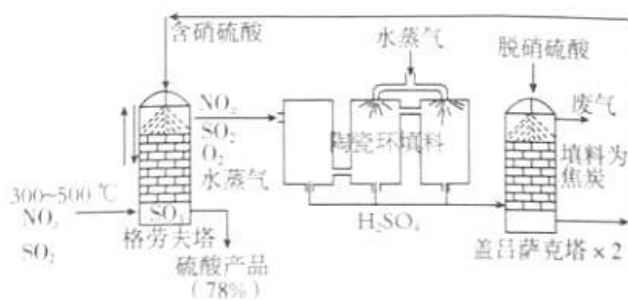 含硝硫酸
水蒸气
脱硝硫酸
NO₂
SO₂
O₂
水蒸气
陶瓷环填料
废气
填料为
焦炭
300~500 ℃
NO₂
SO₂
格劳夫塔
H₂SO₄
盖吕萨克塔×2
硫酸产品
(78%)